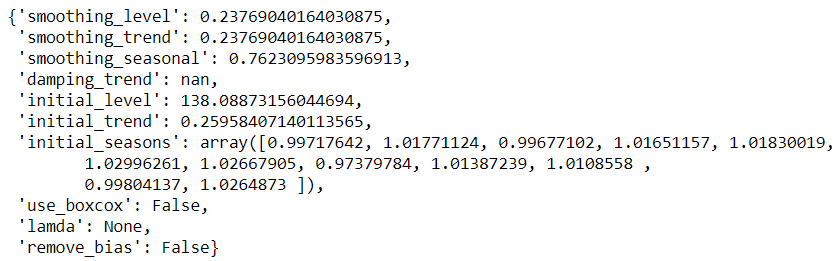 {'smoothing_level': 0.23769040164030875,
'smoothing_trend': 0.23769040164030875,
'smoothing_seasonal': 0.7623095983596913,
'damping_trend': nan,
'initial_level': 138.08873156044694,
'initial_trend': 0.25958407140113565,
'initial_seasons': array([0.99717642, 1.01771124, 0.99677102, 1.01651157, 1.01830019,
1.02996261, 1.02667905, 0.97379784, 1.01387239, 1.0108558 ,
0.99804137, 1.0264873 ]),
'use_boxcox': False,
'lamda': None,
'remove_bias': False}